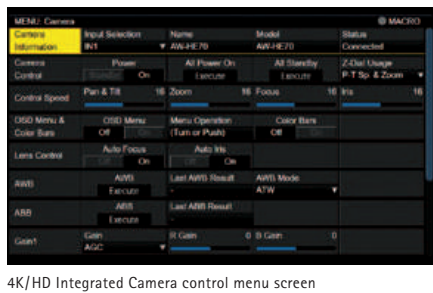 MENU: Camera MACRO
Camera Information Input Selection Name Model Status
IN1 AW-HE70 AW-HE70 Connected
Camera Control Power All Power On All Standby Z-Dial Usage
Standby On Execute Execute P-T Sp. & Zoom
Control Speed Pan & Tilt 16 Zoom 16 Focus 16 Iris 16
OSD Menu & Color Bars OSD Menu Menu Operation Color Bars
Off On (Turn or Push) Off On
Lens Control Auto Focus Auto Iris
Off On Off On
AWB AWB Last AWB Result AWB Mode
Execute - ATW
ABB ABB Last ABB Result
Execute -
Gain1 Gain R Gain 0 B Gain 0
AGC
4K/HD Integrated Camera control menu screen